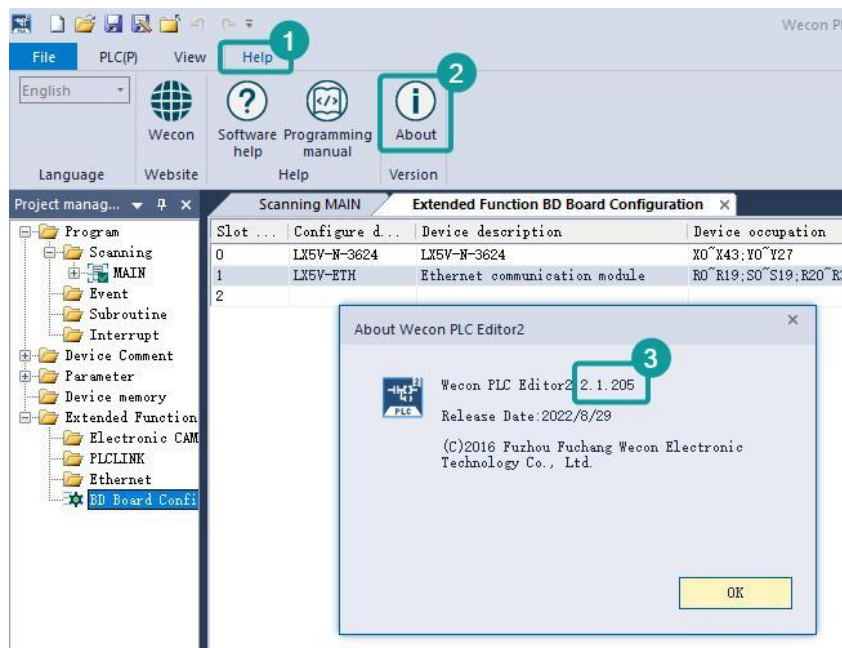 Wecon P
File PLC(P) View Help
1
2
English
Wecon
Software help
Programming manual
About
Language Website Help Version
Project manag...
Scanning MAIN
Extended Function BD Board Configuration
Slot ... Configure d... Device description Device occupation
0 LX5V-N-3624 LX5V-N-3624 X0~X43;Y0~Y27
1 LX5V-ETH Ethernet communication module R0~R19;S0~S19;R20~R
2
Program
Scanning
MAIN
Event
Subroutine
Interrupt
Device Comment
Parameter
Device memory
Extended Function
Electronic CAM
PLCLINK
Ethernet
BD Board Confi
About Wecon PLC Editor2
3
Wecon PLC Editor2 2.1.205
PLC
2
Release Date:2022/8/29
(C)2016 Fuzhou Fuchang Wecon Electronic
Technology Co., Ltd.
OK